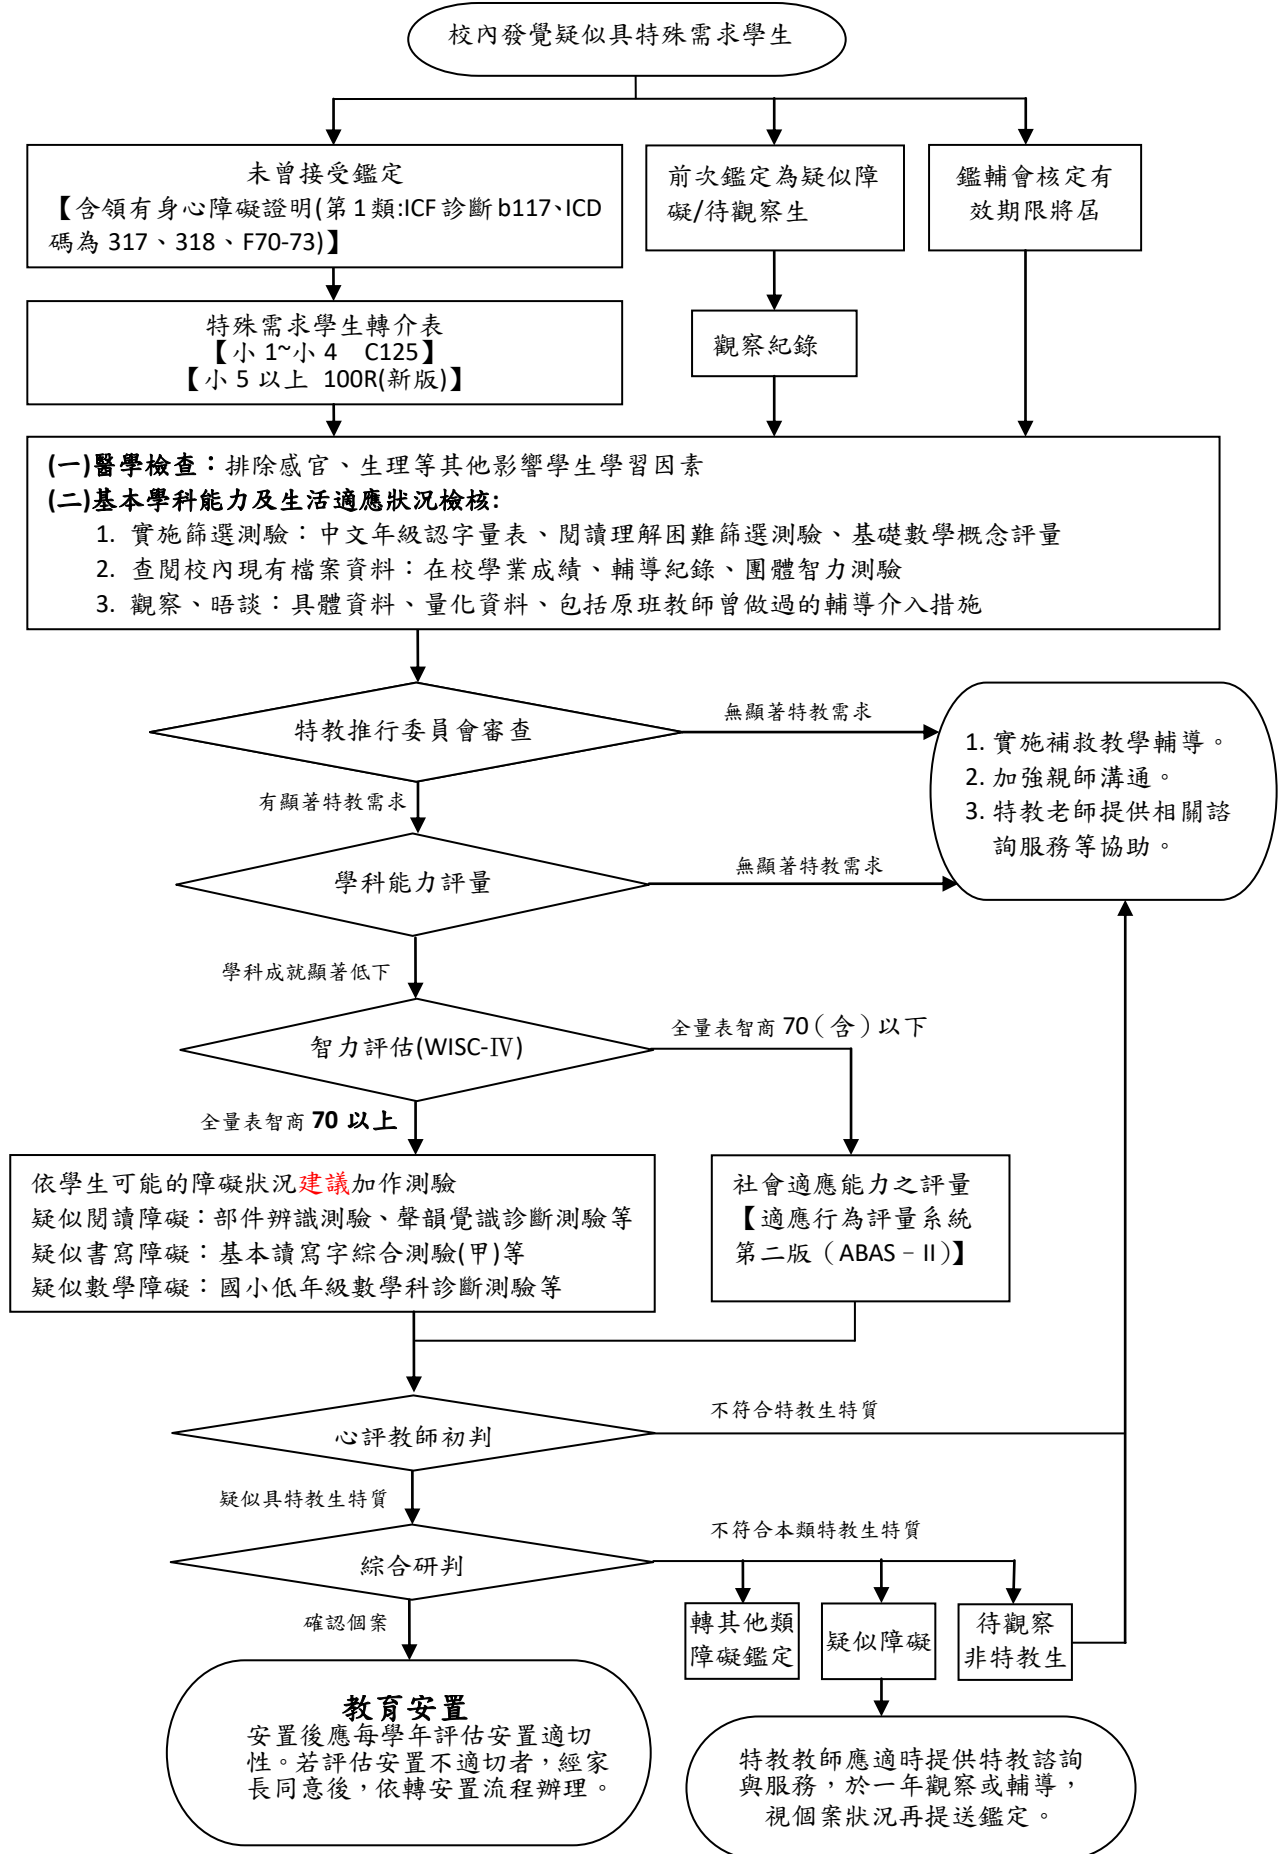 校內發覺疑似具特殊需求學生
未曾接受鑑定
【含領有身心障礙證明(第1類:ICF 診斷 b117、ICD
碼為 317、318、F70-73)】
前次鑑定為疑似障
礙/待觀察生
鑑輔會核定有
效期限將屆
特殊需求學生轉介表
【小 1~小 4 C125】
【小 5 以上 100R(新版)】
觀察紀錄
(一)醫學檢查：排除感官、生理等其他影響學生學習因素
(二)基本學科能力及生活適應狀況檢核:
1. 實施篩選測驗：中文年級認字量表、閱讀理解困難篩選測驗、基礎數學概念評量
2. 查閱校內現有檔案資料：在校學業成績、輔導紀錄、團體智力測驗
3. 觀察、晤談：具體資料、量化資料、包括原班教師曾做過的輔導介入措施
特教推行委員會審查
無顯著特教需求
1. 實施補救教學輔導。
2. 加強親師溝通。
3. 特教老師提供相關諮
詢服務等協助。
有顯著特教需求
學科能力評量
無顯著特教需求
學科成就顯著低下
智力評估(WISC-Ⅳ)
全量表智商 70（含）以下
全量表智商 70 以上
依學生可能的障礙狀況建議加作測驗
疑似閱讀障礙：部件辨識測驗、聲韻覺識診斷測驗等
疑似書寫障礙：基本讀寫字綜合測驗(甲)等
疑似數學障礙：國小低年級數學科診斷測驗等
社會適應能力之評量
【適應行為評量系統
第二版（ABAS－II）】
心評教師初判
不符合特教生特質
疑似具特教生特質
綜合研判
不符合本類特教生特質
確認個案
轉其他類
障礙鑑定
疑似障礙
待觀察
非特教生
教育安置
安置後應每學年評估安置適切
性。若評估安置不適切者，經家
長同意後，依轉安置流程辦理。
特教教師應適時提供特教諮詢
與服務，於一年觀察或輔導，
視個案狀況再提送鑑定。